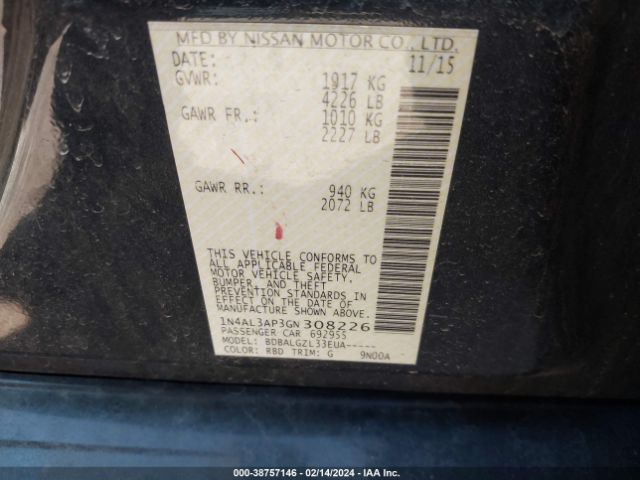 MFD BY NISSAN MOTOR CO., LTD.
DATE: 11/15
GVWR: 1917 KG
4226 LB
GAWR FR.: 1010 KG
2227 LB
GAWR RR.: 940 KG
2072 LB
THIS VEHICLE CONFORMS TO
ALL APPLICABLE FEDERAL
MOTOR VEHICLE SAFETY,
BUMPER, AND THEFT
PREVENTION STANDARDS IN
EFFECT ON THE DATE OF
MANUFACTURE SHOWN ABOVE.
1N4AL3AP3GN308226
PASSENGER CAR 692955
MODEL: BDBALGZL33EUA-----
COLOR: RBD TRIM: G 9N00A
© - 38757146 - 02/14/2024 - IAA Inc.